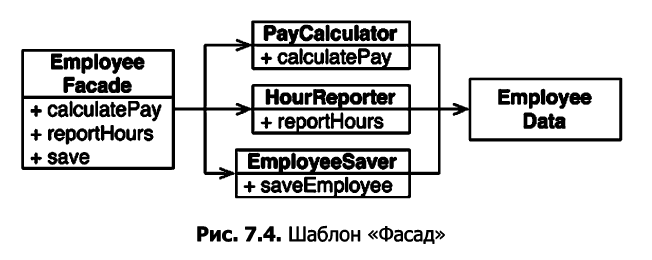 Employee
Facade
+ calculatePay
+ reportHours
+ save
PayCalculator
+ calculatePay
HourReporter
+ reportHours
EmployeeSaver
+ saveEmployee
Employee
Data
Рис. 7.4. Шаблон «Фасад»